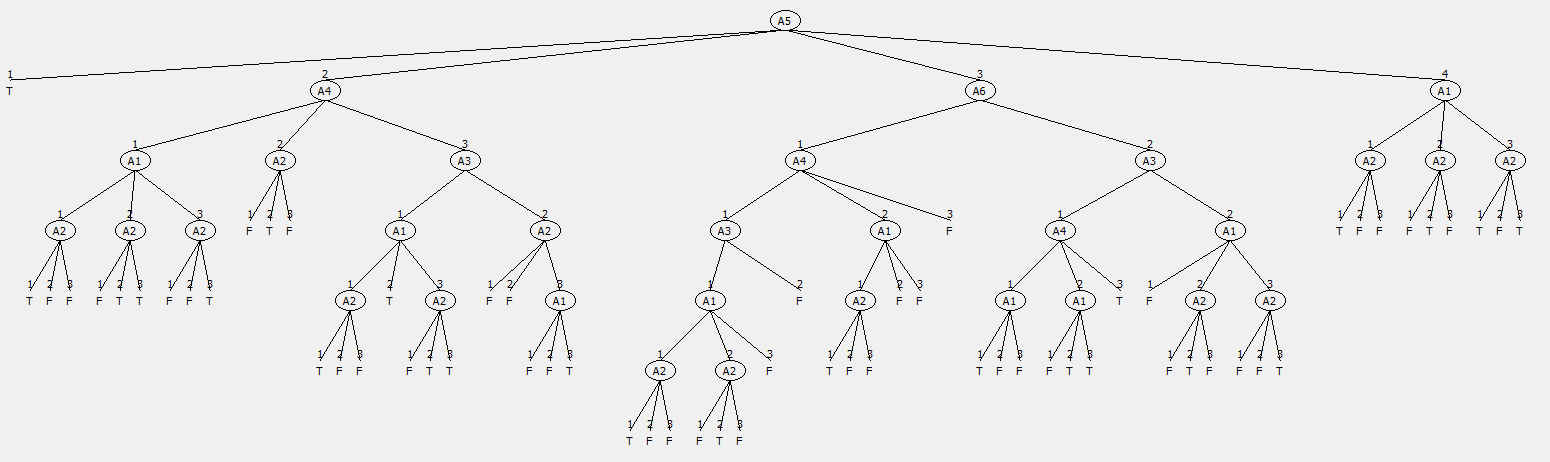 A5
1 2 3 4
T A4 A6 A1
1 2 3 1 2 1 2 3
A1 A2 A3 A4 A3 A2 A2 A2
1 2 3 1 2 3 1 2 1 2 3 1 2 1 2 3 1 2 3 1 2 3
A2 A2 A2 F T F A1 A2 A3 A1 F A4 A1 T F F F T F T F T
1 2 3 1 2 3 1 2 3 1 2 3 1 2 3 1 2 1 2 3 1 2 3 1 2 3
T F F F T T F F T A2 T A2 F F A1 A1 F A2 F F A1 A1 T F A2 A2
1 2 3 1 2 3 1 2 3 1 2 3 1 2 3 1 2 3 1 2 3 1 2 3 1 2 3
T F F F T T F F T A2 A2 F T F F T F F F T T F T F F F T
1 2 3 1 2 3
T F F F T F